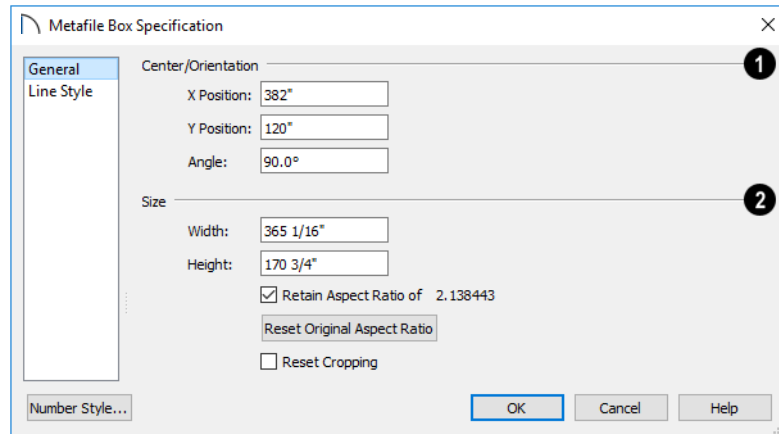 Metafile Box Specification
General
Line Style
Center/Orientation
1
X Position: 382"
Y Position: 120"
Angle: 90.0°
Size
2
Width: 365 1/16"
Height: 170 3/4"
Retain Aspect Ratio of 2.138443
Reset Original Aspect Ratio
Reset Cropping
Number Style... OK Cancel Help